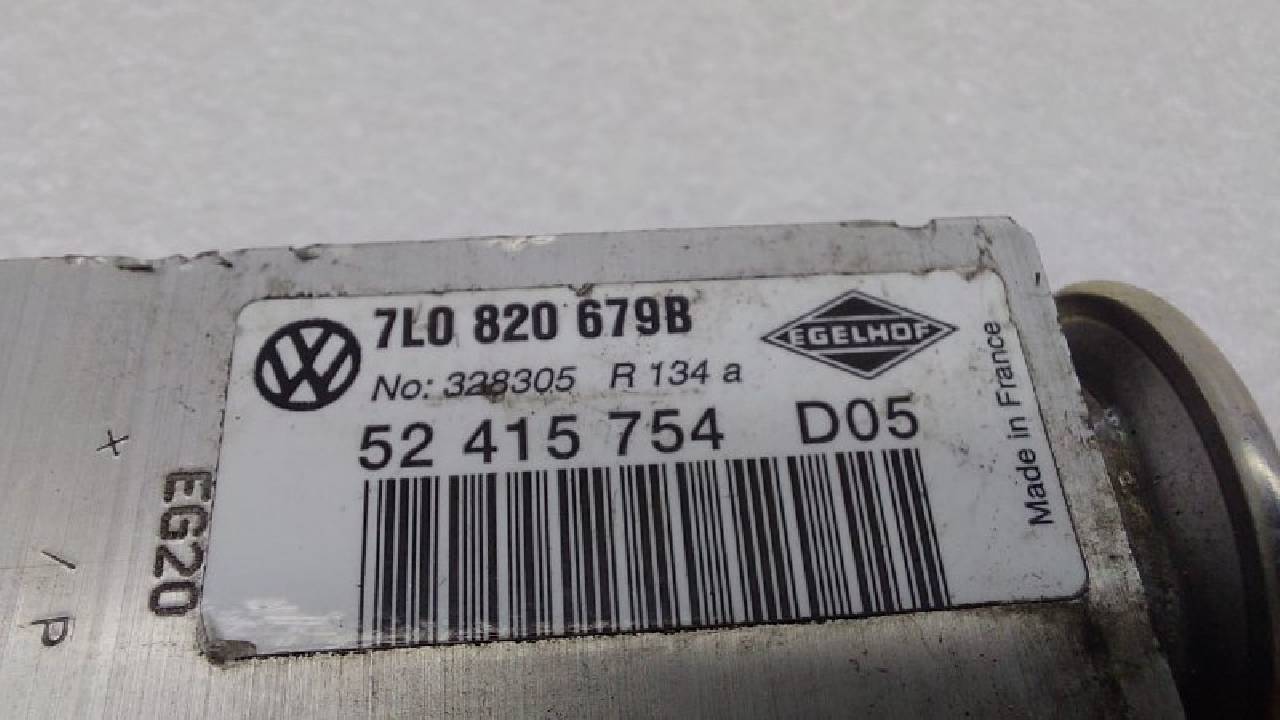 7L0 820 679B
EGELHOF
No: 328305 R 134 a
52 415 754 D05
Made in France
EG20
x
/
P